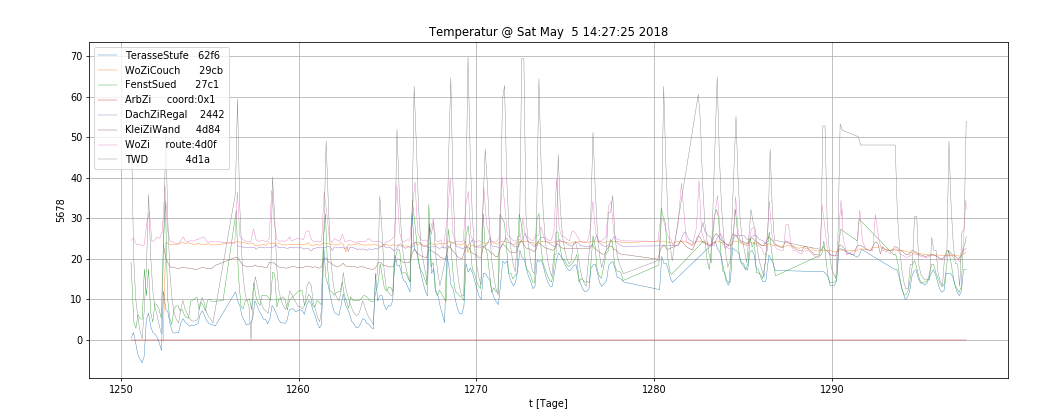 Temperatur @ Sat May  5 14:27:25 2018
70
60
50
40
30
20
10
0
5678
TerasseStufe 62f6
WoZiCouch 29cb
FenstSued 27c1
ArbZi coord:0x1
DachZiRegal 2442
KleiZiWand 4d84
WoZi route:4d0f
TWD 4d1a
1250 1260 1270 1280 1290
t [Tage]